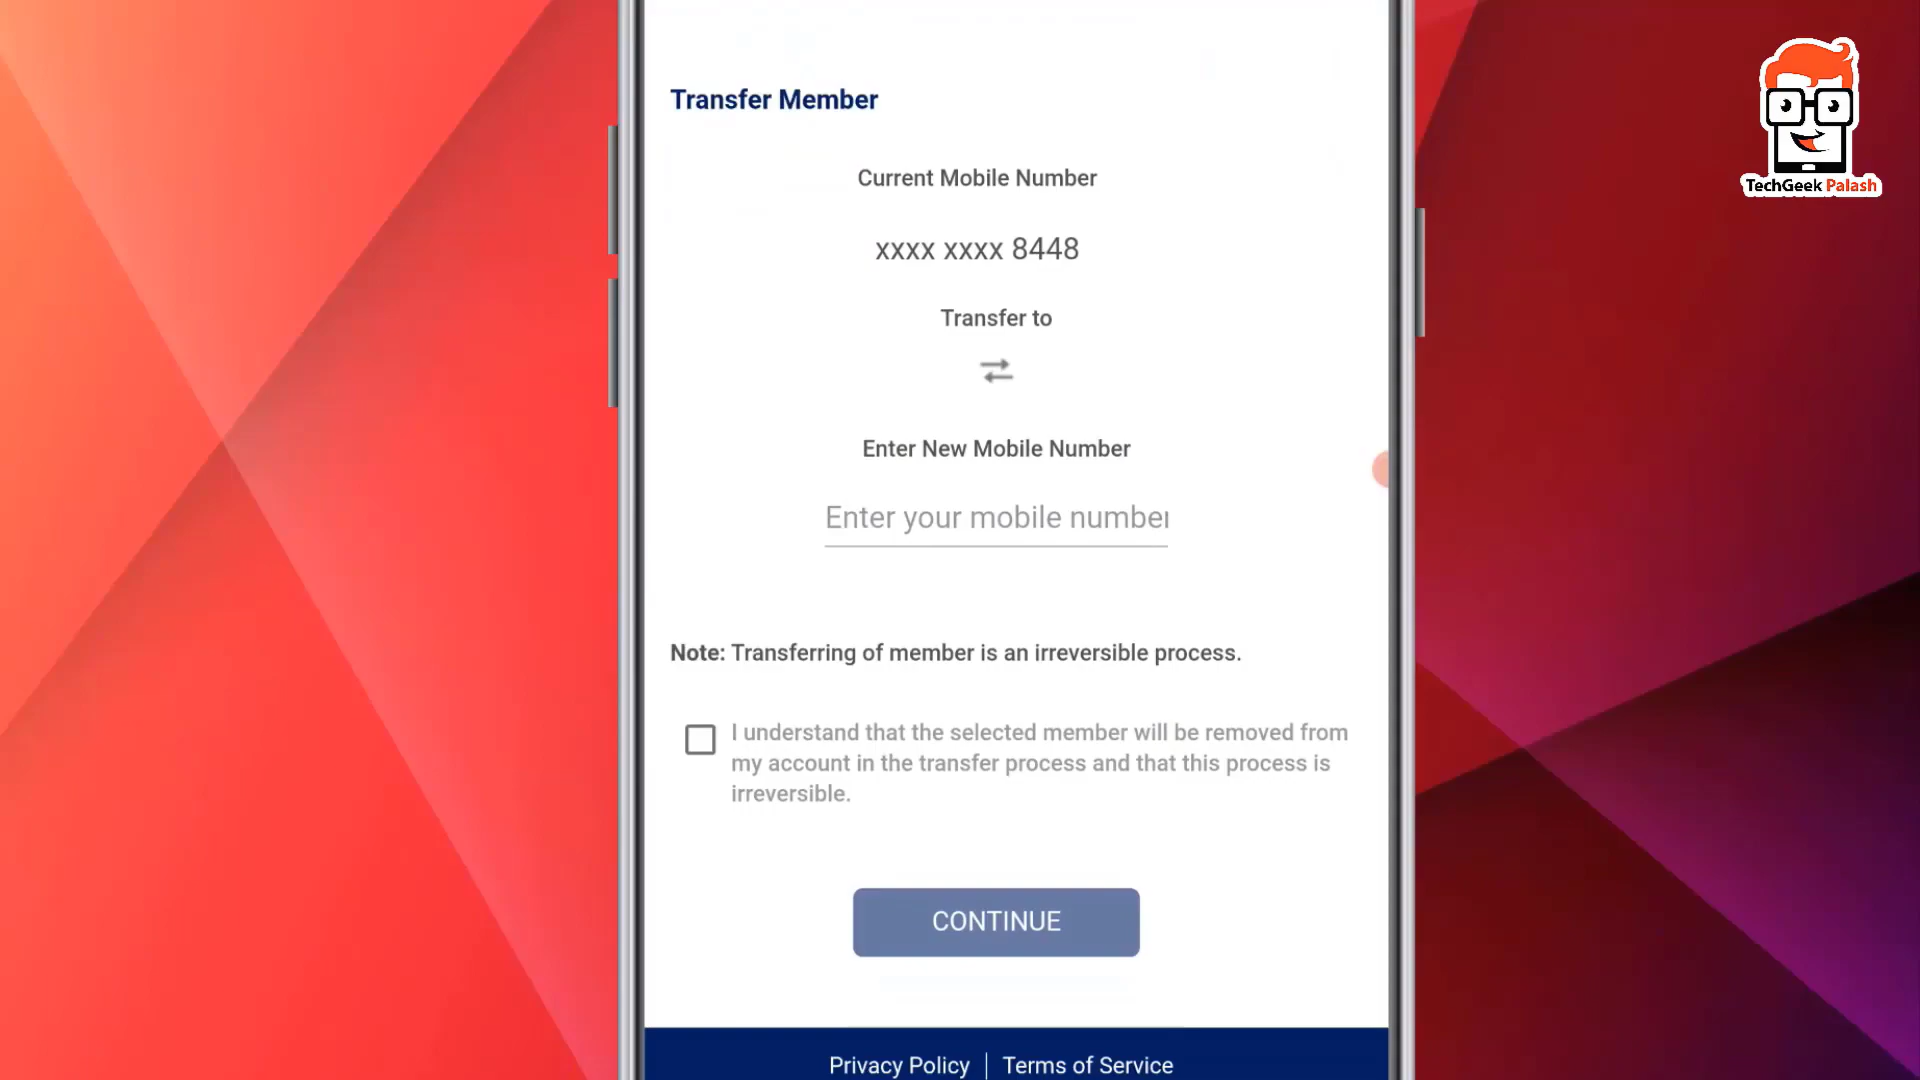 Transfer Member
Current Mobile Number
xxxx xxxx 8448
Transfer to
Enter New Mobile Number
Enter your mobile number
Note: Transferring of member is an irreversible process.
I understand that the selected member will be removed from
my account in the transfer process and that this process is
irreversible.
CONTINUE
Privacy Policy | Terms of Service
TechGeek Palash